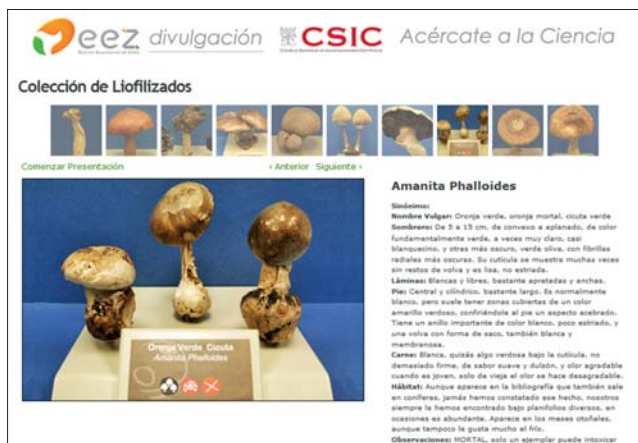 eez divulgación CSIC Acércate a la Ciencia
Colección de Liofilizados
Comenzar Presentación ‹ Anterior Siguiente ›
Amanita Phalloides
Sinónimo:
Nombre Vulgar: Oronja verde, oronja mortal, cicuta verde
Sombrero: De 5 a 15 cm, de convexo a aplanado, de color
fundamentalmente verde, a veces muy claro, casi
blanquecino, y otras más oscuro, verde oliva, con fibrillas
radiales más oscuras. Su cutícula se muestra muchas veces
sin restos de volva y es lisa, no estriada.
Láminas: Blancas y libres, bastante apretadas y anchas.
Pie: Central y cilíndrico, bastante largo. Es normalmente
blanco, pero suele tener zonas cubiertas de un color
amarillo verdoso, confiriéndole al pie un aspecto acebrado.
Tiene un anillo importante de color blanco, poco estriado, y
una volva con forma de saco, también blanca y
membranosa.
Carne: Blanca, quizás algo verdosa bajo la cutícula, no
demasiado firme, de sabor suave y dulzón, y olor agradable
cuando es joven, solo de vieja el olor se hace desagradable.
Hábitat: Aunque aparece en la bibliografía que también sale
en coníferas, jamás hemos constatado ese hecho, nosotros
siempre la hemos encontrado bajo planifolios diversos, en
ocasiones es abundante. Aparece en los meses otoñales,
aunque tampoco le gusta mucho el frío.
Observaciones: MORTAL, solo un ejemplar puede intoxicar
Oronja Verde Cicuta
Amanita Phalloides